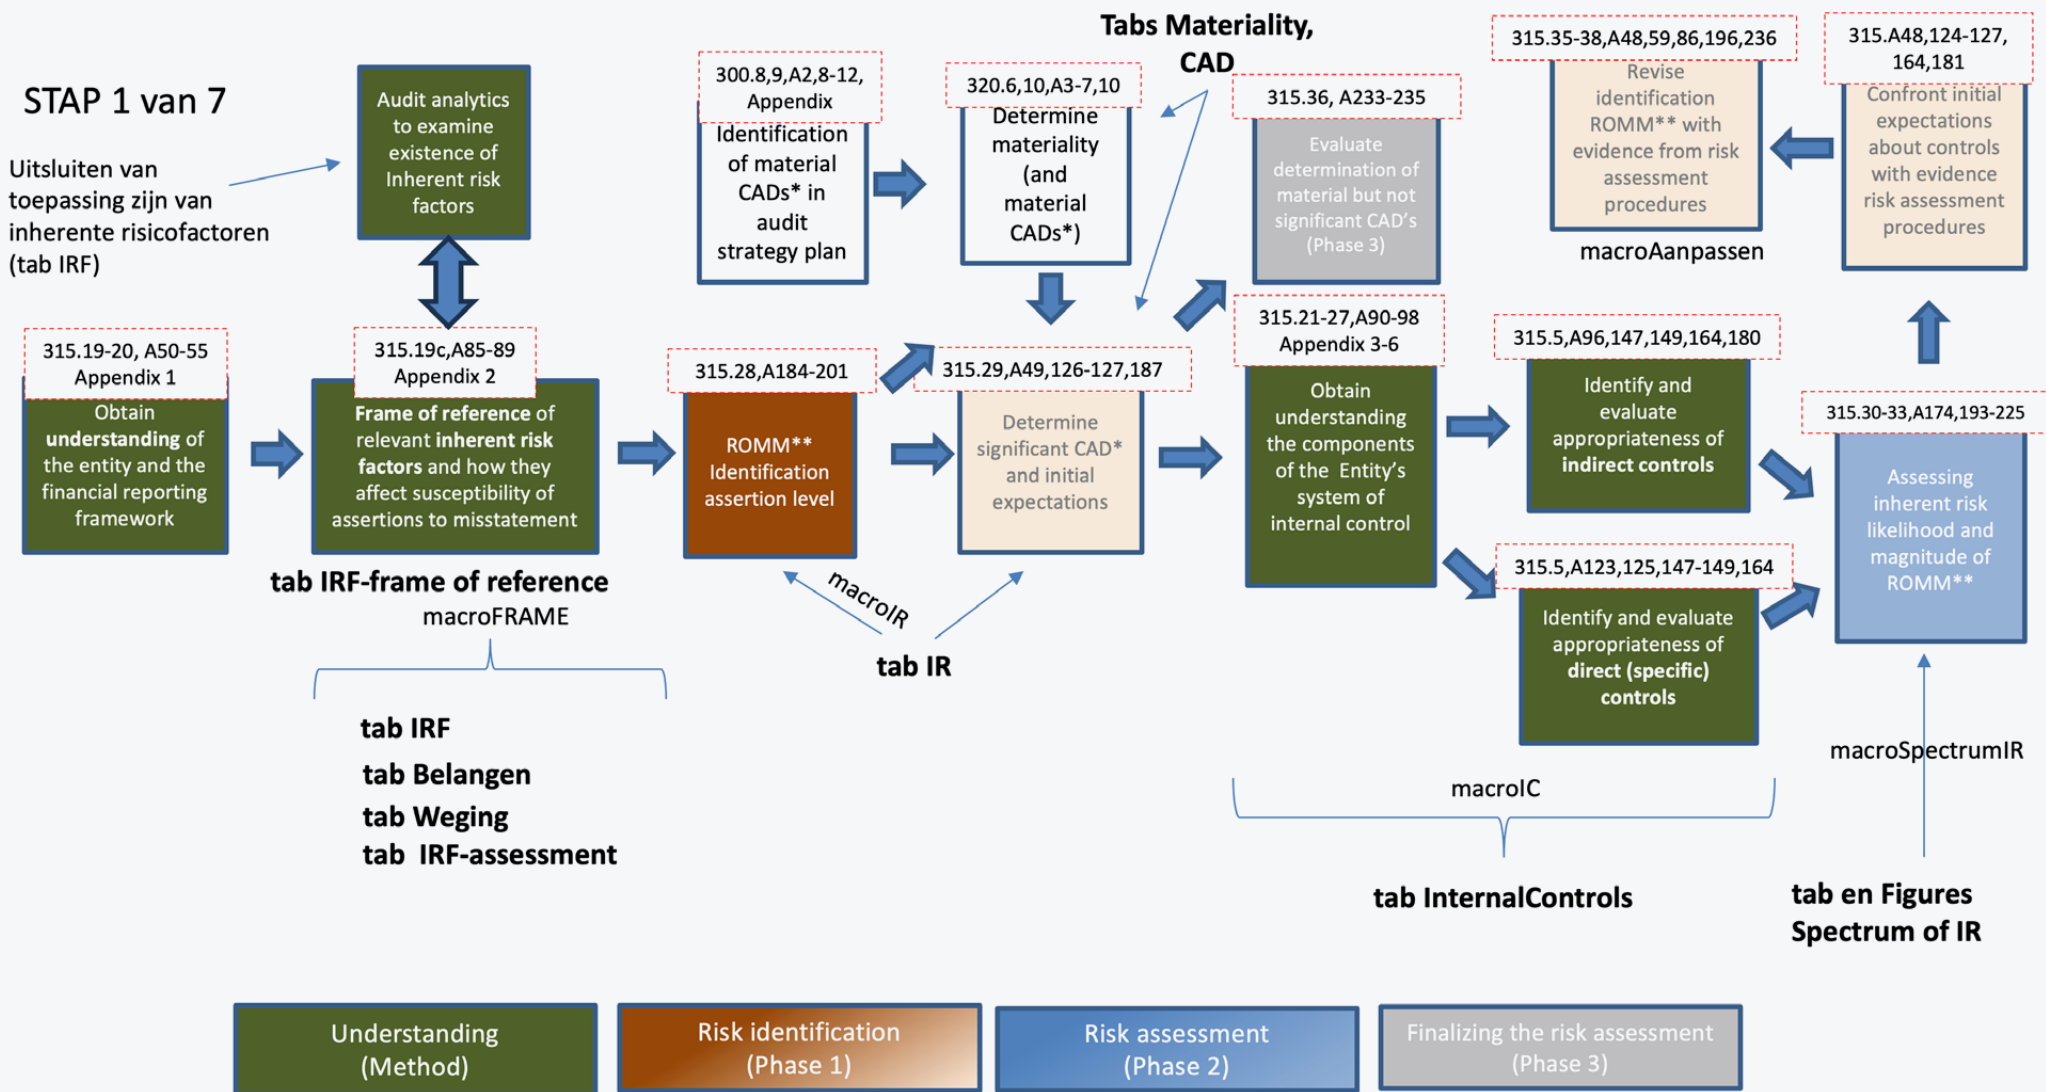 STAP 1 van 7
Uitsluiten van
toepassing zijn van
inherente risicofactoren
(tab IRF)
Audit analytics
to examine
existence of
Inherent risk
factors
300.8,9,A2,8-12,
Appendix
Identification
of material
CADs* in
audit
strategy plan
320.6,10,A3-7,10
Determine
materiality
(and
material
CADs*)
Tabs Materiality,
CAD
315.36, A233-235
Evaluate
determination of
material but not
significant CAD's
(Phase 3)
315.35-38,A48,59,86,196,236
Revise
identification
ROMM** with
evidence from risk
assessment
procedures
macroAanpassen
315.A48,124-127,
164,181
Confront initial
expectations
about controls
with evidence
risk assessment
procedures
315.19-20, A50-55
Appendix 1
Obtain
understanding of
the entity and the
financial reporting
framework
315.19c,A85-89
Appendix 2
Frame of reference of
relevant inherent risk
factors and how they
affect susceptibility of
assertions to misstatement
tab IRF-frame of reference
macroFRAME
tab IRF
tab Belangen
tab Weging
tab IRF-assessment
315.28,A184-201
ROMM**
Identification
assertion level
315.29,A49,126-127,187
Determine
significant CAD*
and initial
expectations
macroIR
tab IR
315.21-27,A90-98
Appendix 3-6
Obtain
understanding
the components
of the Entity's
system of
internal control
315.5,A96,147,149,164,180
Identify and
evaluate
appropriateness of
indirect controls
315.5,A123,125,147-149,164
Identify and evaluate
appropriateness of
direct (specific)
controls
macroIC
tab InternalControls
315.30-33,A174,193-225
Assessing
inherent risk
likelihood and
magnitude of
ROMM**
macroSpectrumIR
tab en Figures
Spectrum of IR
Understanding
(Method)
Risk identification
(Phase 1)
Risk assessment
(Phase 2)
Finalizing the risk assessment
(Phase 3)